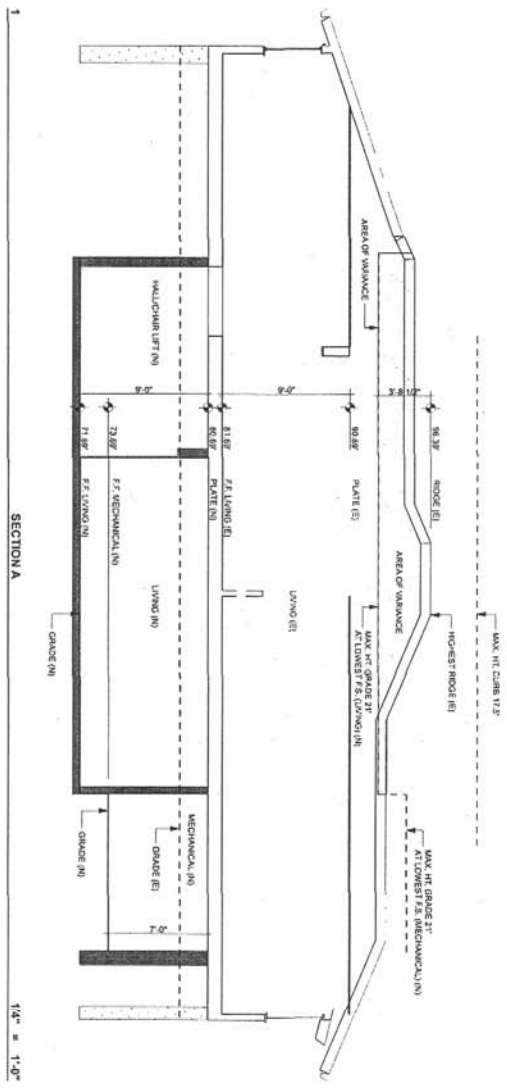 MAX. HT. CURB 17.5'
HIGHEST RIDGE (E)
MAX. HT. GRADE 21'
AT LOWEST F.S. (MECHANICAL) (N)
AREA OF VARIANCE
AREA OF VARIANCE
3'-8 1/2"
96.39'
RIDGE (E)
MAX. HT. GRADE 21'
AT LOWEST F.S. (LIVING) (N)
90.69'
PLATE (E)
9'-0"
LIVING (E)
81.69'
F.F. LIVING (E)
80.69'
PLATE (N)
HALL/CHAIR LIFT (N)
9'-0"
LIVING (N)
MECHANICAL (N)
GRADE (E)
7'-0"
73.69'
F.F. MECHANICAL (N)
71.69'
F.F. LIVING (N)
GRADE (N)
GRADE (N)
1
SECTION A
1/4" = 1'-0"